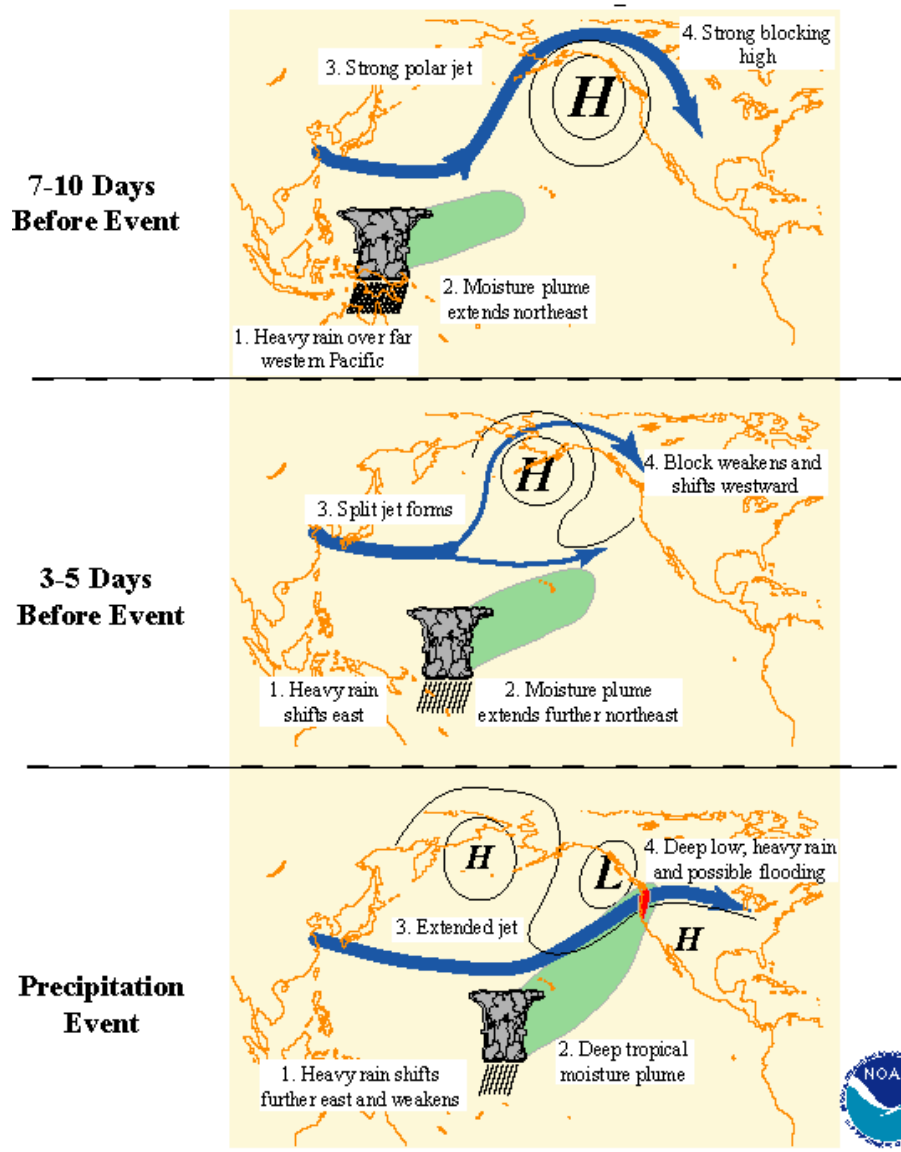 3. Strong polar jet
4. Strong blocking
high
H
7-10 Days
Before Event
2. Moisture plume
extends northeast
1. Heavy rain over far
western Pacific
H
4. Block weakens and
shifts westward
3. Split jet forms
3-5 Days
Before Event
1. Heavy rain
shifts east
2. Moisture plume
extends further northeast
H
L
4. Deep low, heavy rain
and possible flooding
3. Extended jet
H
Precipitation
Event
2. Deep tropical
moisture plume
1. Heavy rain shifts
further east and weakens
NOA